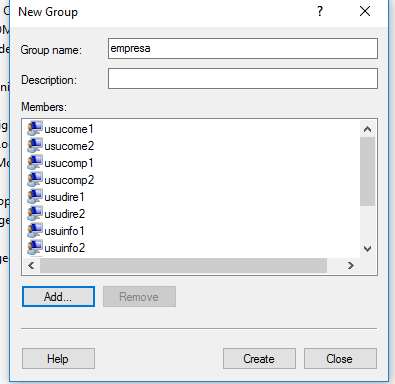 New Group
?
Group name:
empresa
Description:
Members:
usucome1
usucome2
usucomp1
usucomp2
usudire1
usudire2
usuinfo1
usuinfo2
Add...
Remove
Help
Create
Close